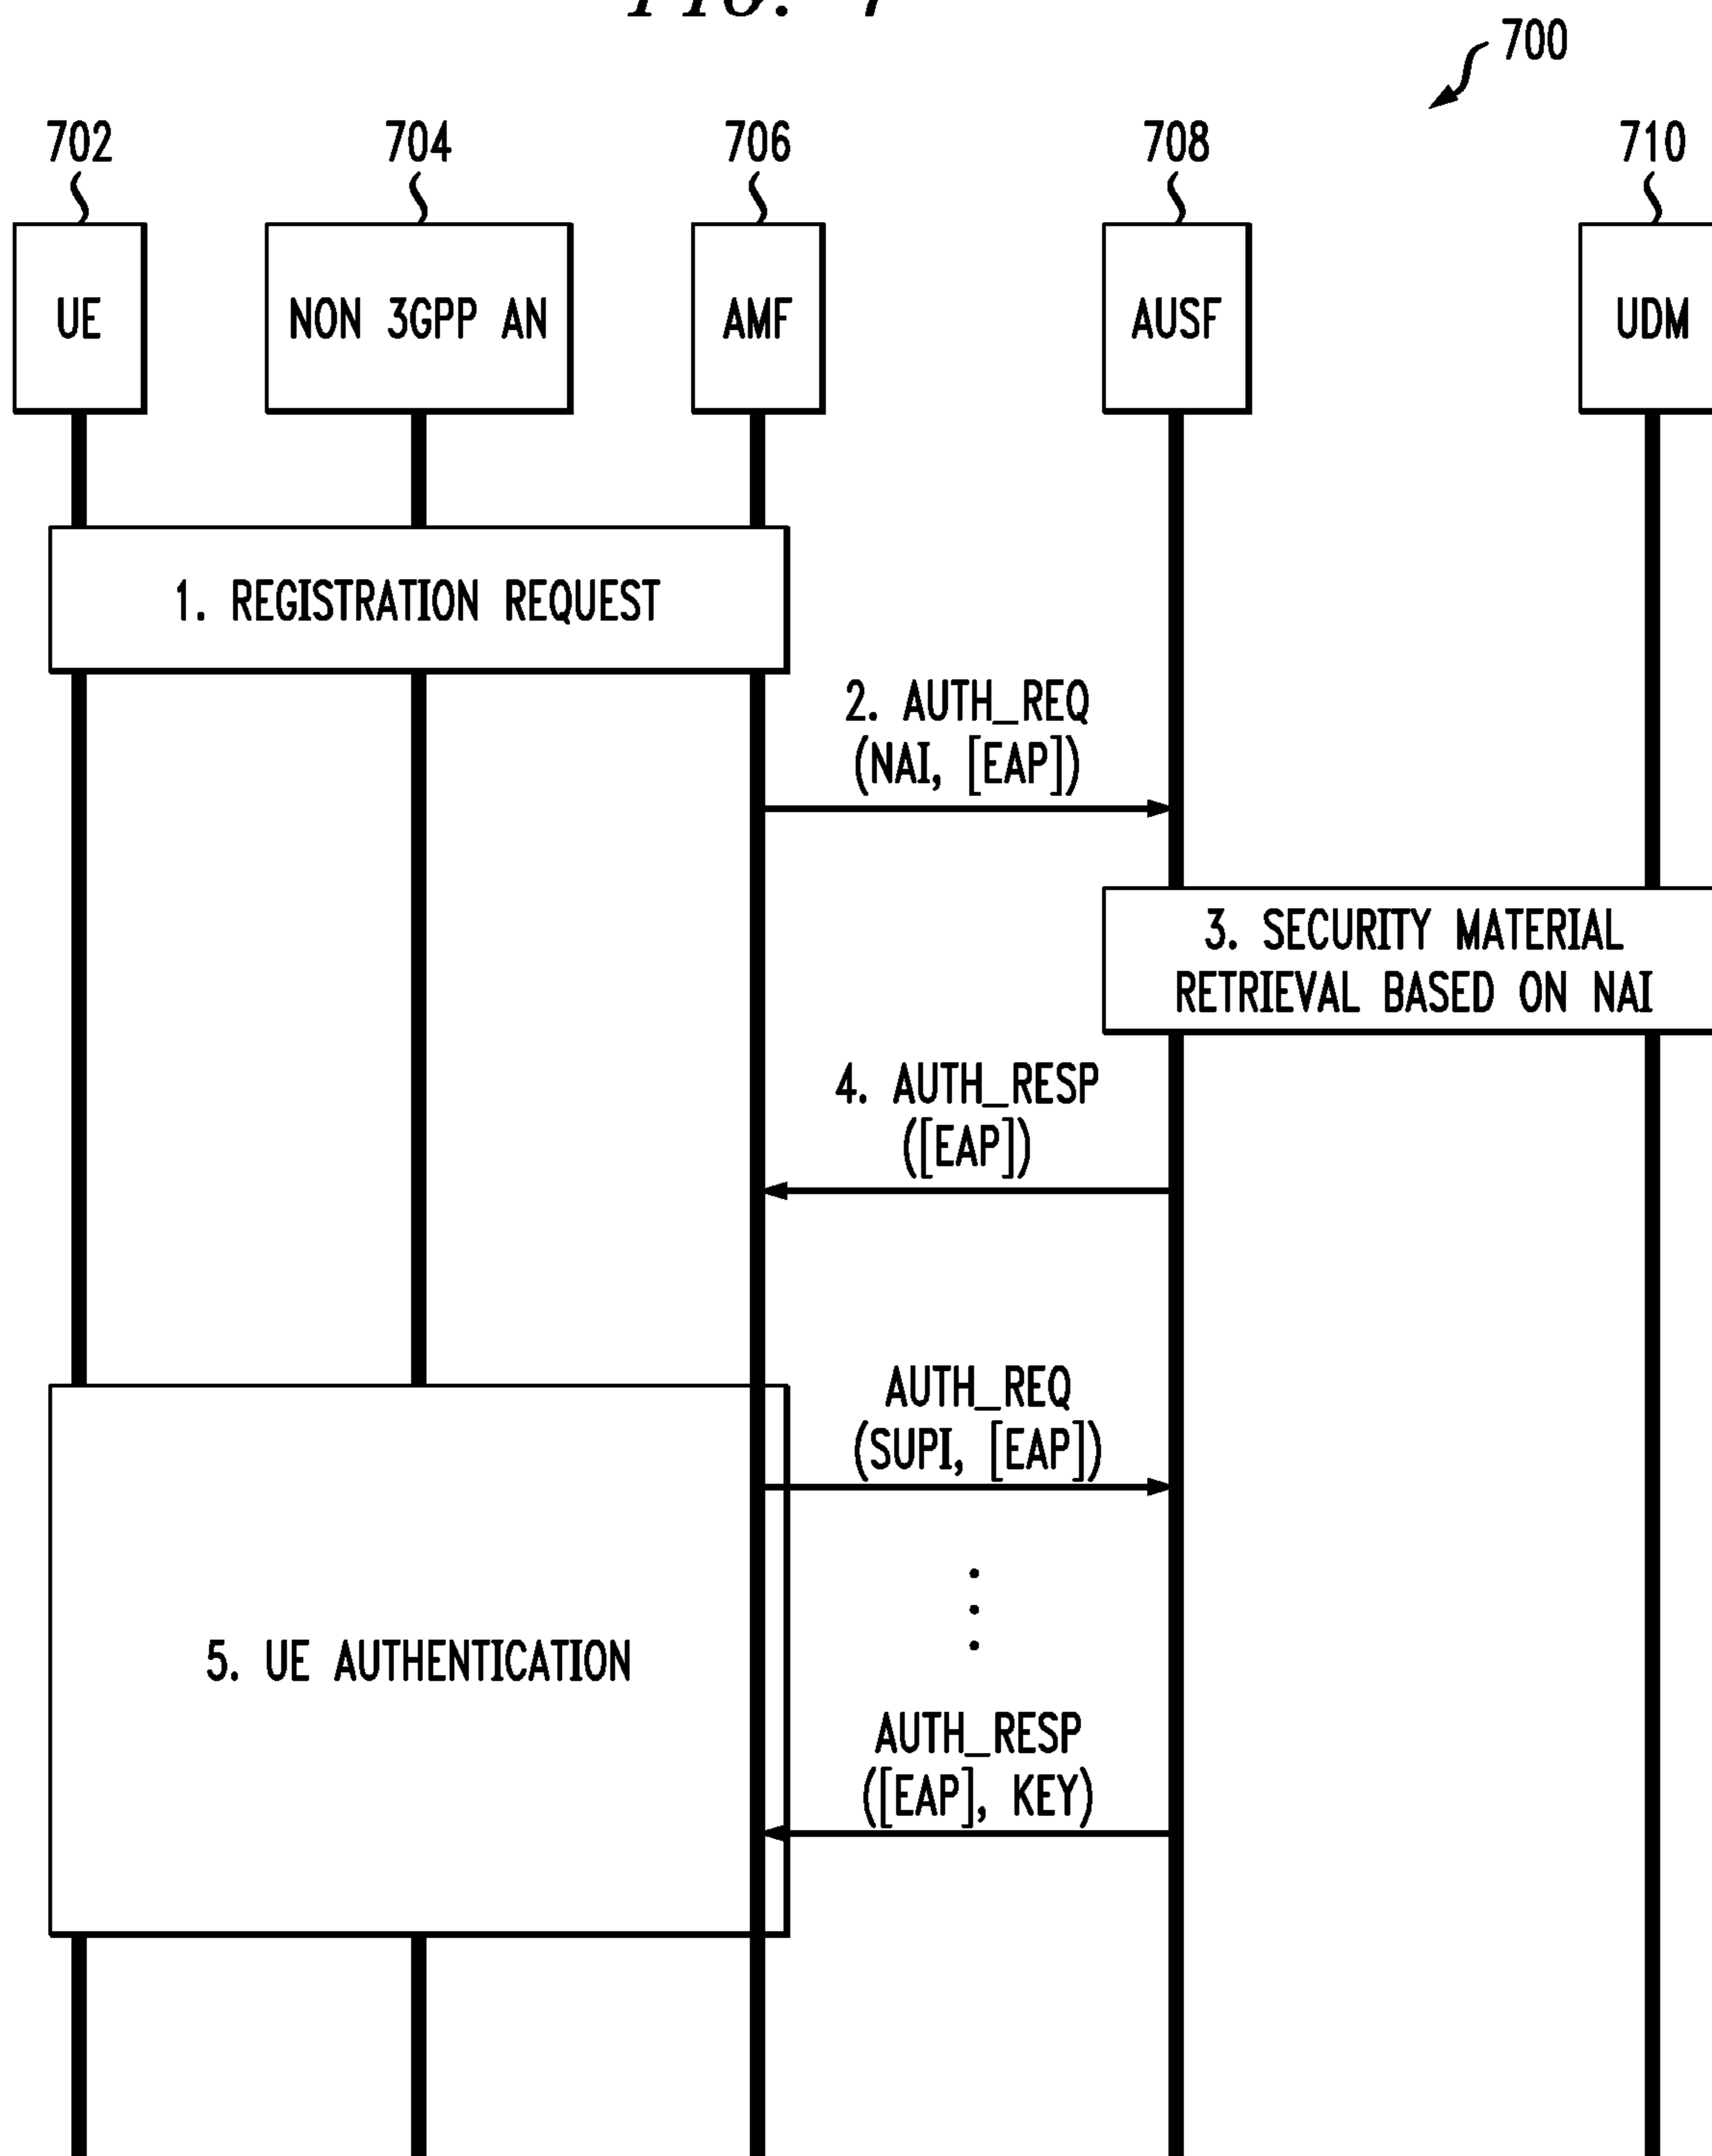 FIG. 7
700
702
704
706
708
710
UE
NON 3GPP AN
AMF
AUSF
UDM
1. REGISTRATION REQUEST
2. AUTH_REQ
(NAI, [EAP])
3. SECURITY MATERIAL
RETRIEVAL BASED ON NAI
4. AUTH_RESP
([EAP])
AUTH_REQ
(SUPI, [EAP])
5. UE AUTHENTICATION
AUTH_RESP
([EAP], KEY)